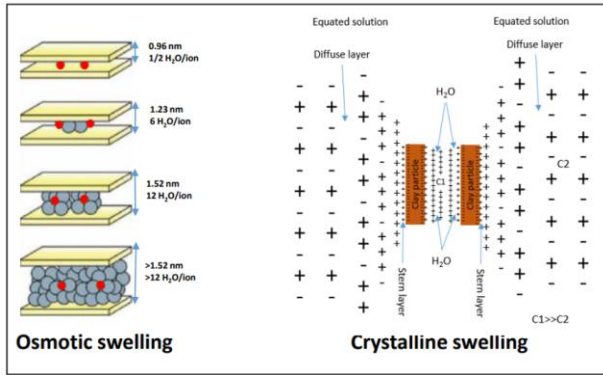 0.96 nm
1/2 H₂O/ion
1.23 nm
6 H₂O/ion
1.52 nm
12 H₂O/ion
>1.52 nm
>12 H₂O/ion
Osmotic swelling
Equated solution
Diffuse layer
Equated solution
Diffuse layer
H₂O
Clay particle
C1
Clay particle
C2
H₂O
Stern layer
Stern layer
C1>>C2
Crystalline swelling